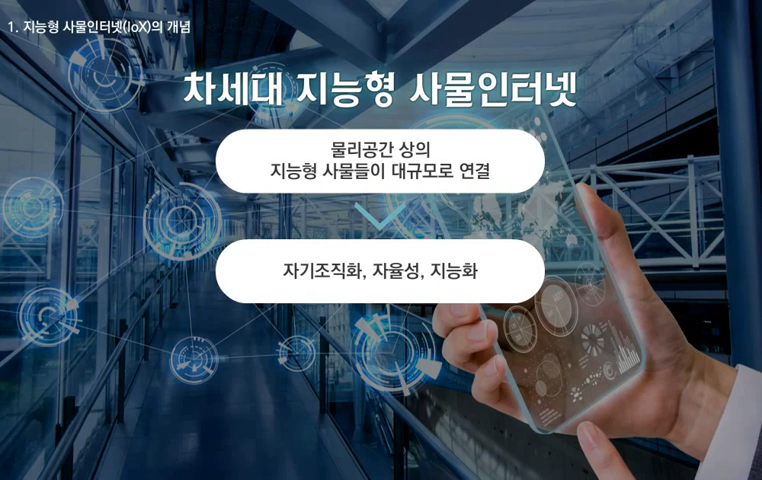 1. 지능형 사물인터넷(IoX)의 개념
차세대 지능형 사물인터넷
물리공간 상의
지능형 사물들이 대규모로 연결
자기조직화, 자율성, 지능화